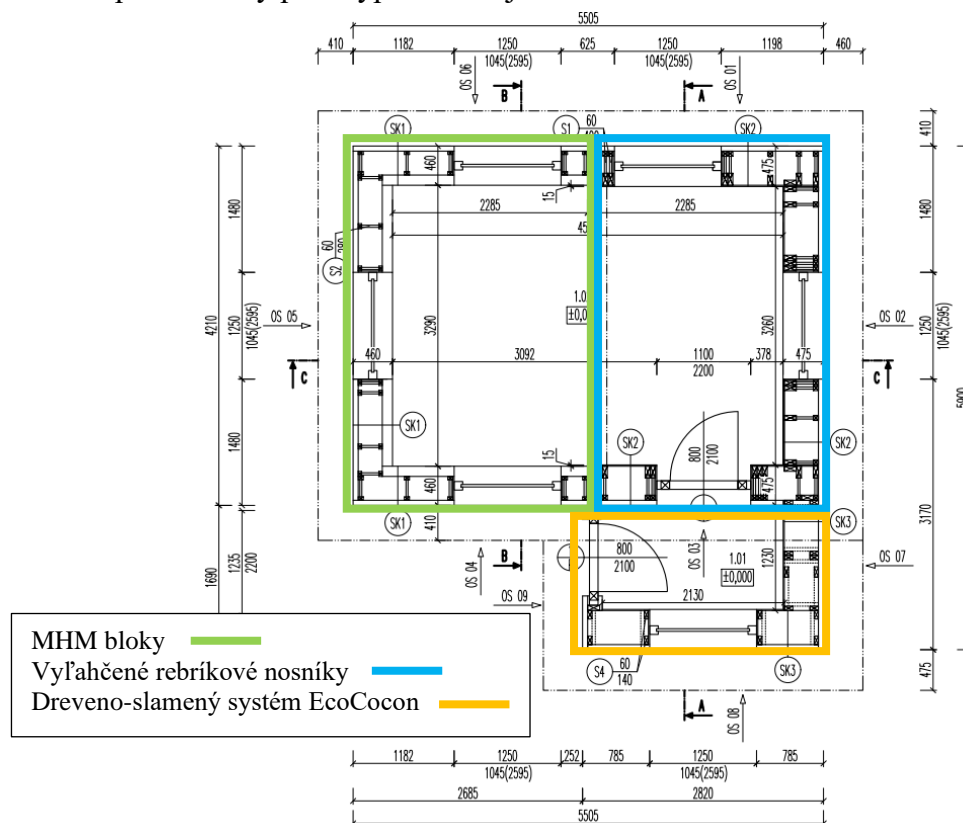 5505
410 1182 1250 625 1250 1198 460
1045(2595) 1045(2595)
OS 06 OS 01
B A
60
SK1 S1 SK2
410
460 475
15
1480 2285 2285 1480
60
S2
OS 05 OS 02
4210 1250 3290 3260 1250
1045(2595) 1045(2595)
460 3092 1100 378 475
2200
C C
5900
1480 SK1 SK2 SK2
800
2100
15
460 475
SK1 SK3
410
1690 1235 800 1.01 1230 3170
2200 2100 ±0,000
B OS 04 OS 03 OS 07
OS 09 2130
MHM bloky
Vyľahčené rebríkové nosníky
Dreveno-slamený systém EcoCocon
S4 60 SK3
140
475
A
OS 08
1182 1250 252 785 1250 785
1045(2595) 1045(2595)
2685 2820
5505